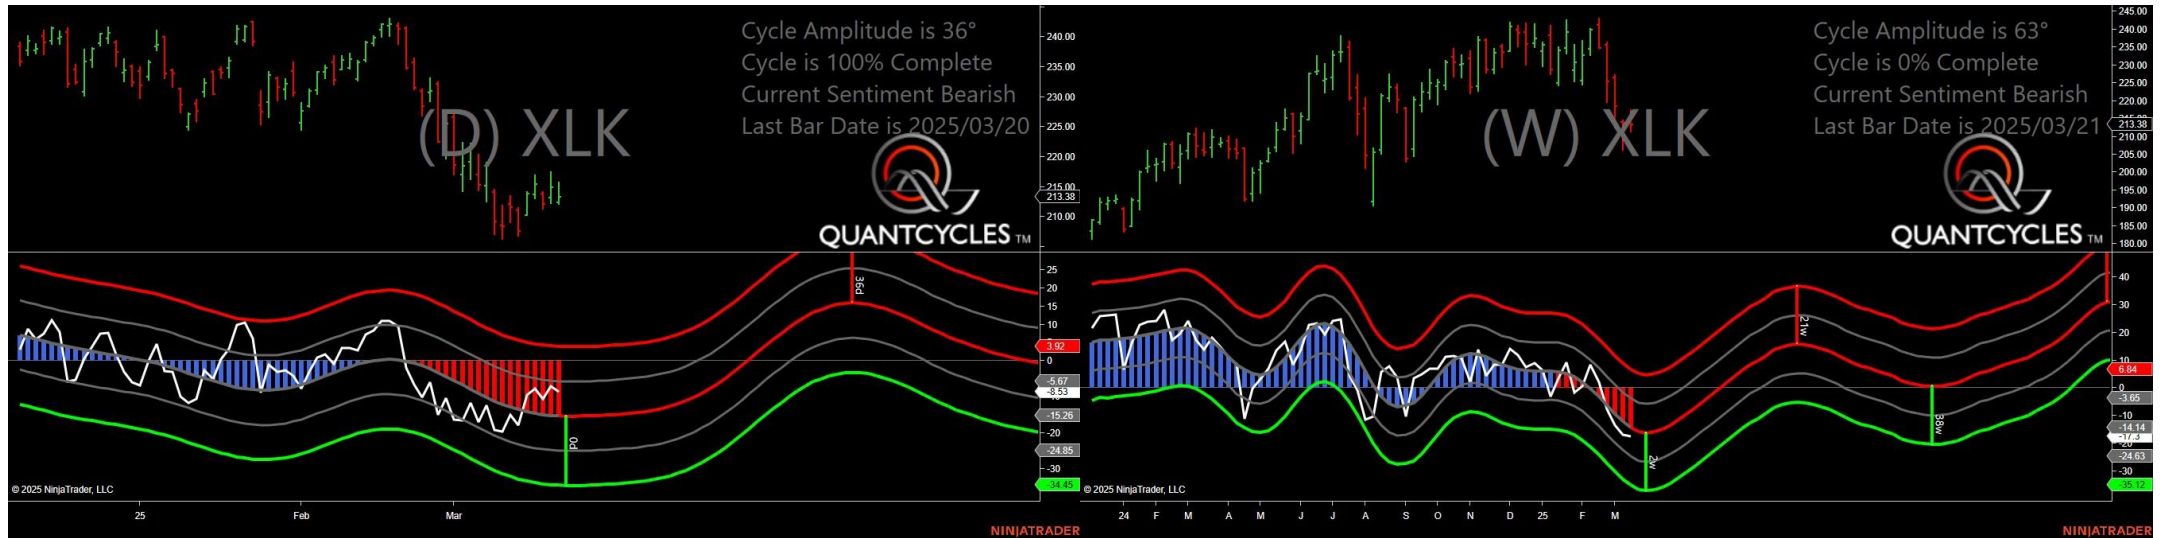 Cycle Amplitude is 36°
Cycle is 100% Complete
Current Sentiment Bearish
Last Bar Date is 2025/03/20
(D) XLK
QUANTCYCLES TM
240.00
235.00
230.00
225.00
220.00
215.00
213.38
210.00
36d
0d
25
20
15
10
3.92
0
-5.67
-8.53
-15.26
-20
-24.85
-30
-34.45
© 2025 NinjaTrader, LLC
25
Feb
Mar
NINJATRADER
Cycle Amplitude is 63°
Cycle is 0% Complete
Current Sentiment Bearish
Last Bar Date is 2025/03/21
(W) XLK
QUANTCYCLES TM
245.00
240.00
235.00
230.00
225.00
220.00
213.38
210.00
205.00
200.00
195.00
190.00
185.00
180.00
2w
21w
38w
40
30
20
10
6.84
0
-3.65
-10
-14.14
-17.3
-24.63
-30
-35.12
© 2025 NinjaTrader, LLC
24 F M A M J J A S O N D 25 F M
NINJATRADER